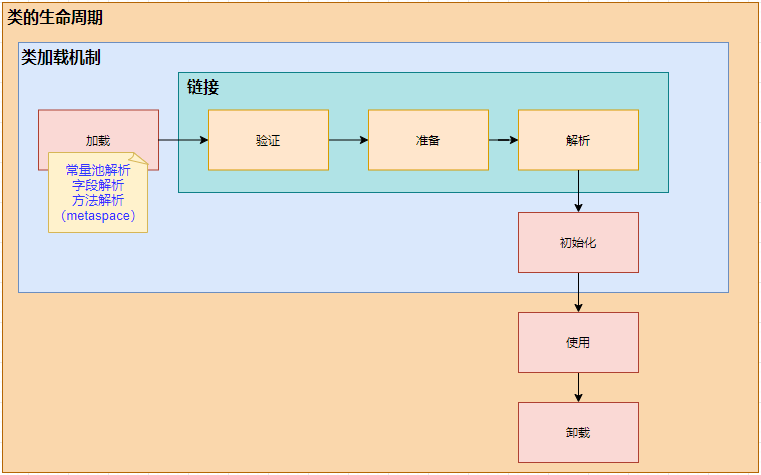 类的生命周期
类加载机制
链接
加载
验证
准备
解析
常量池解析
字段解析
方法解析
（metaspace）
初始化
使用
卸载